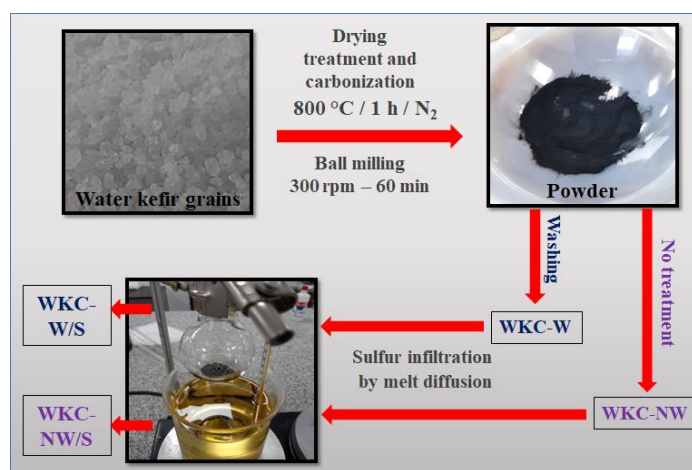 Drying
treatment and
carbonization
800 °C / 1 h / N₂
Ball milling
300 rpm – 60 min
Water kefir grains
Powder
Washing
No treatment
WKC-
W/S
WKC-W
Sulfur infiltration
by melt diffusion
WKC-
NW/S
WKC-NW